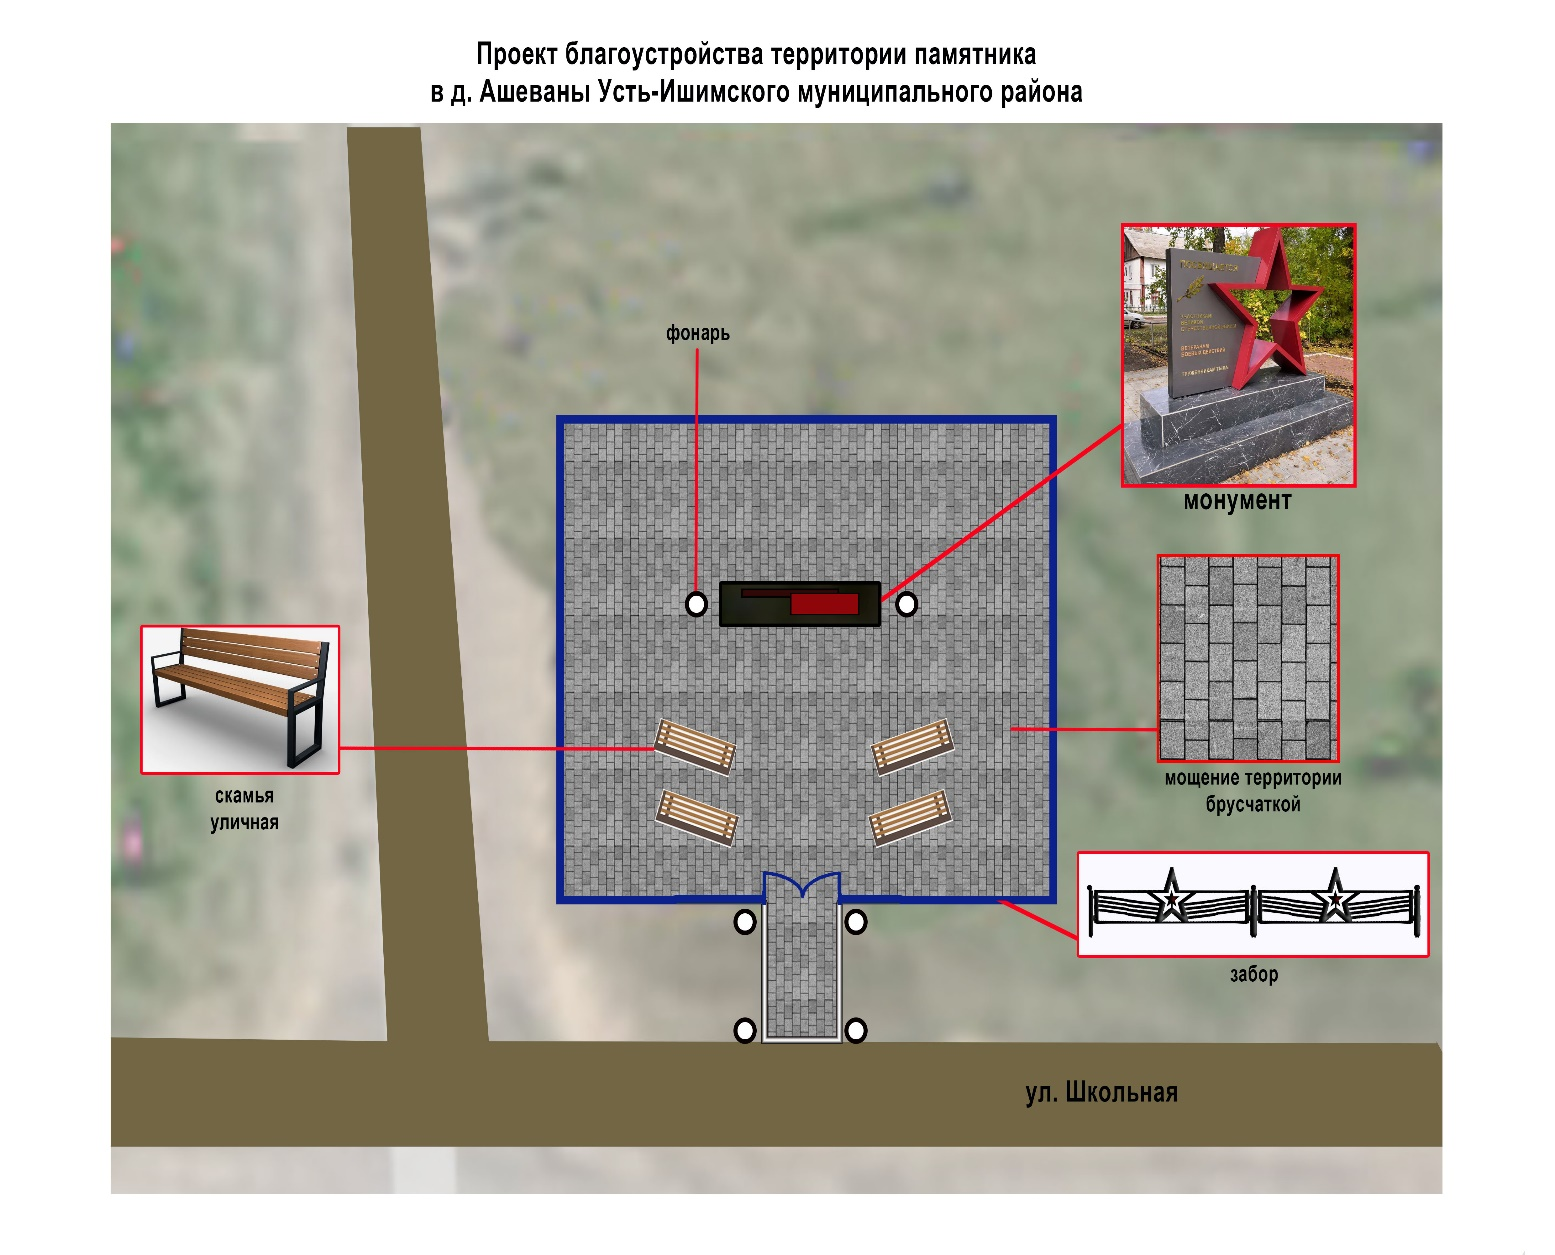 Проект благоустройства территории памятника
в д. Ашеваны Усть-Ишимского муниципального района
фонарь
монумент
скамья
уличная
мощение территории
брусчаткой
забор
ул. Школьная